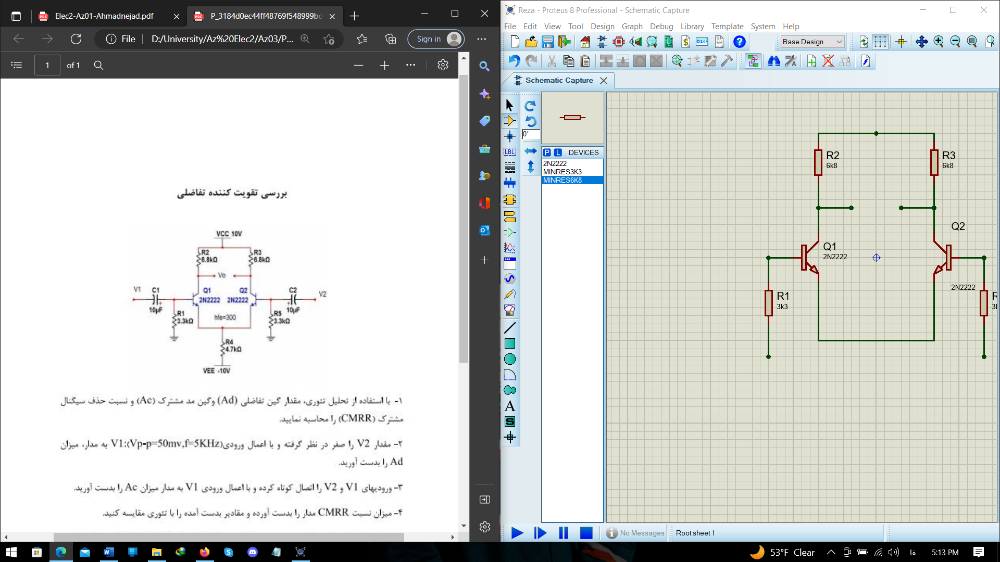 Elec2-Az01-Ahmadnejad.pdf
P_3184d0ec44ff48769f548999bc
File
D:/University/Az%20Elec2/Az03/P...
Sign in
1
of 1
بررسی تقویت کننده تفاضلی
VCC 10V
R2
6.8kΩ
R3
6.8kΩ
Vo
V1
C1
10µF
Q1
2N2222
Q2
2N2222
C2
10µF
V2
R1
3.3kΩ
hfe=300
R5
3.3kΩ
R4
4.7kΩ
VEE -10V
۱- با استفاده از تحلیل تئوری، مقدار گین تفاضلی (Ad) وگین مد مشترک (Ac) و نسبت حذف سیگنال
مشترک (CMRR) را محاسبه نمایید.
۲- مقدار V2 را صفر در نظر گرفته و با اعمال ورودی V1:(Vp-p=50mv,f=5KHz) به مدار، میزان
Ad را بدست آورید.
۳- ورودیهای V1 و V2 را اتصال کوتاه کرده و با اعمال ورودی V1 به مدار میزان Ac را بدست آورید.
۴- میزان نسبت CMRR مدار را بدست آورده و مقادیر بدست آمده را با تئوری مقایسه کنید.
Reza - Proteus 8 Professional - Schematic Capture
File Edit View Tool Design Graph Debug Library Template System Help
Base Design
Schematic Capture
0°
LBL
A
S
P L DEVICES
2N2222
MINRES3K3
MINRES6K8
R2
6k8
R3
6k8
Q1
2N2222
Q2
2N2222
R1
3k3
No Messages
Root sheet 1
53°F Clear
فا
5:13 PM